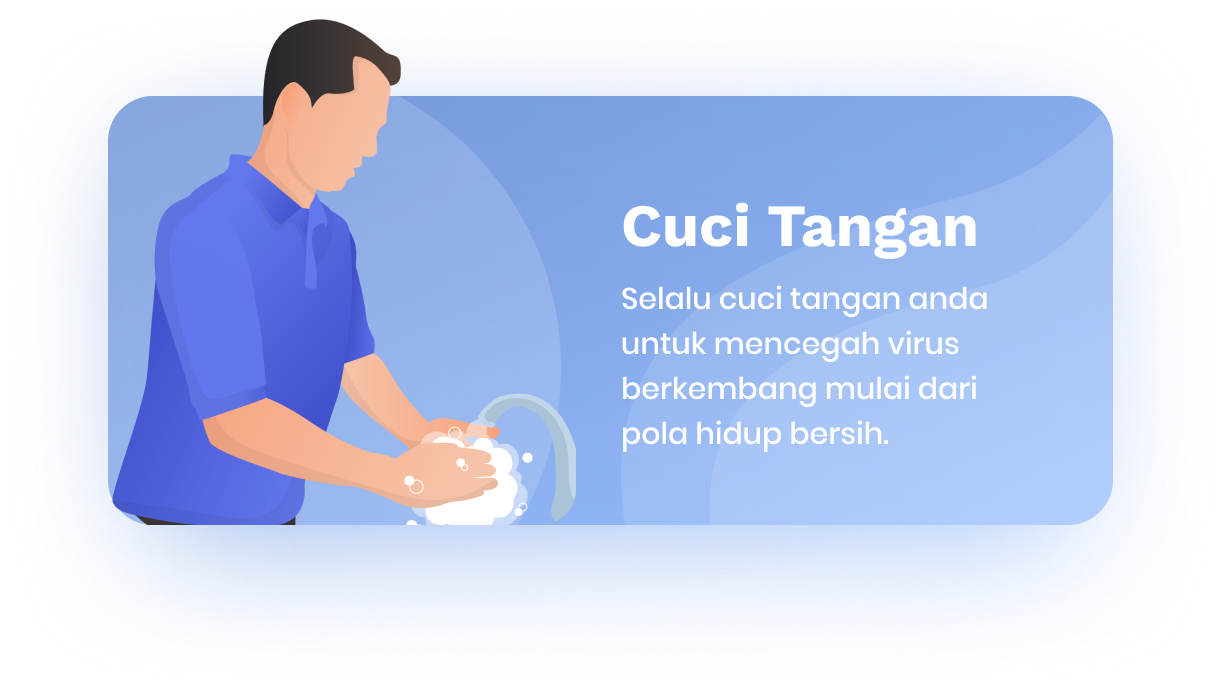 Cuci Tangan
Selalu cuci tangan anda
untuk mencegah virus
berkembang mulai dari
pola hidup bersih.